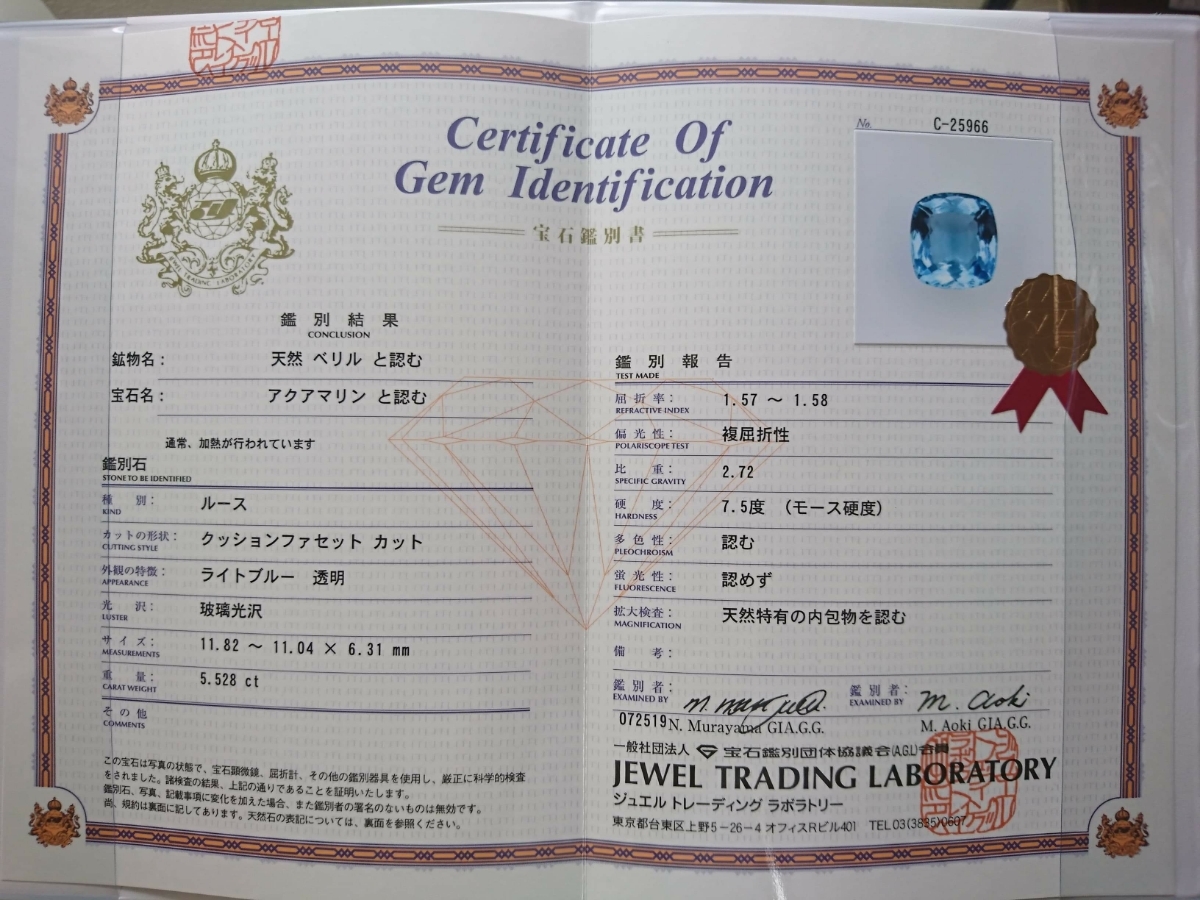 Certificate Of
Gem Identification
宝石鑑別書
No. C-25966
JEWEL TRADING LABORATORY
鑑別結果
CONCLUSION
鉱物名: 天然 ベリル と認む
宝石名: アクアマリン と認む
通常、加熱が行われています
鑑別石
STONE TO BE IDENTIFIED
種別: ルース
KIND
カットの形状: クッションファセット カット
CUTTING STYLE
外観の特徴: ライトブルー 透明
APPEARANCE
光沢: 玻璃光沢
LUSTER
サイズ: 11.82 ～ 11.04 × 6.31 mm
MEASUREMENTS
重量: 5.528 ct
CARAT WEIGHT
その他
COMMENTS
この宝石は写真の状態で、宝石顕微鏡、屈折計、その他の鑑別器具を使用し、厳正に科学的検査
をされました。諸検査の結果、上記の通りであることを証明いたします。
鑑別石、写真、記載事項に変化を加えた場合、また鑑別者の署名のないものは無効です。
尚、規約は裏面に記してあります。天然石の表記については、裏面を参照ください。
鑑別報告
TEST MADE
屈折率: 1.57 ～ 1.58
REFRACTIVE INDEX
偏光性: 複屈折性
POLARISCOPE TEST
比重: 2.72
SPECIFIC GRAVITY
硬度: 7.5度 (モース硬度)
HARDNESS
多色性: 認む
PLEOCHROISM
蛍光性: 認めず
FLUORESCENCE
拡大検査: 天然特有の内包物を認む
MAGNIFICATION
備考:
鑑別者: 鑑別者: M. Aoki
EXAMINED BY EXAMINED BY
072519 N. Murayama GIA.G.G. M. Aoki GIA.G.G.
一般社団法人 宝石鑑別団体協議会(AGL)会員
JEWEL TRADING LABORATORY
ジュエル トレーディング ラボラトリー
東京都台東区上野5-26-4 オフィスRビル401 TEL 03(3835)0607